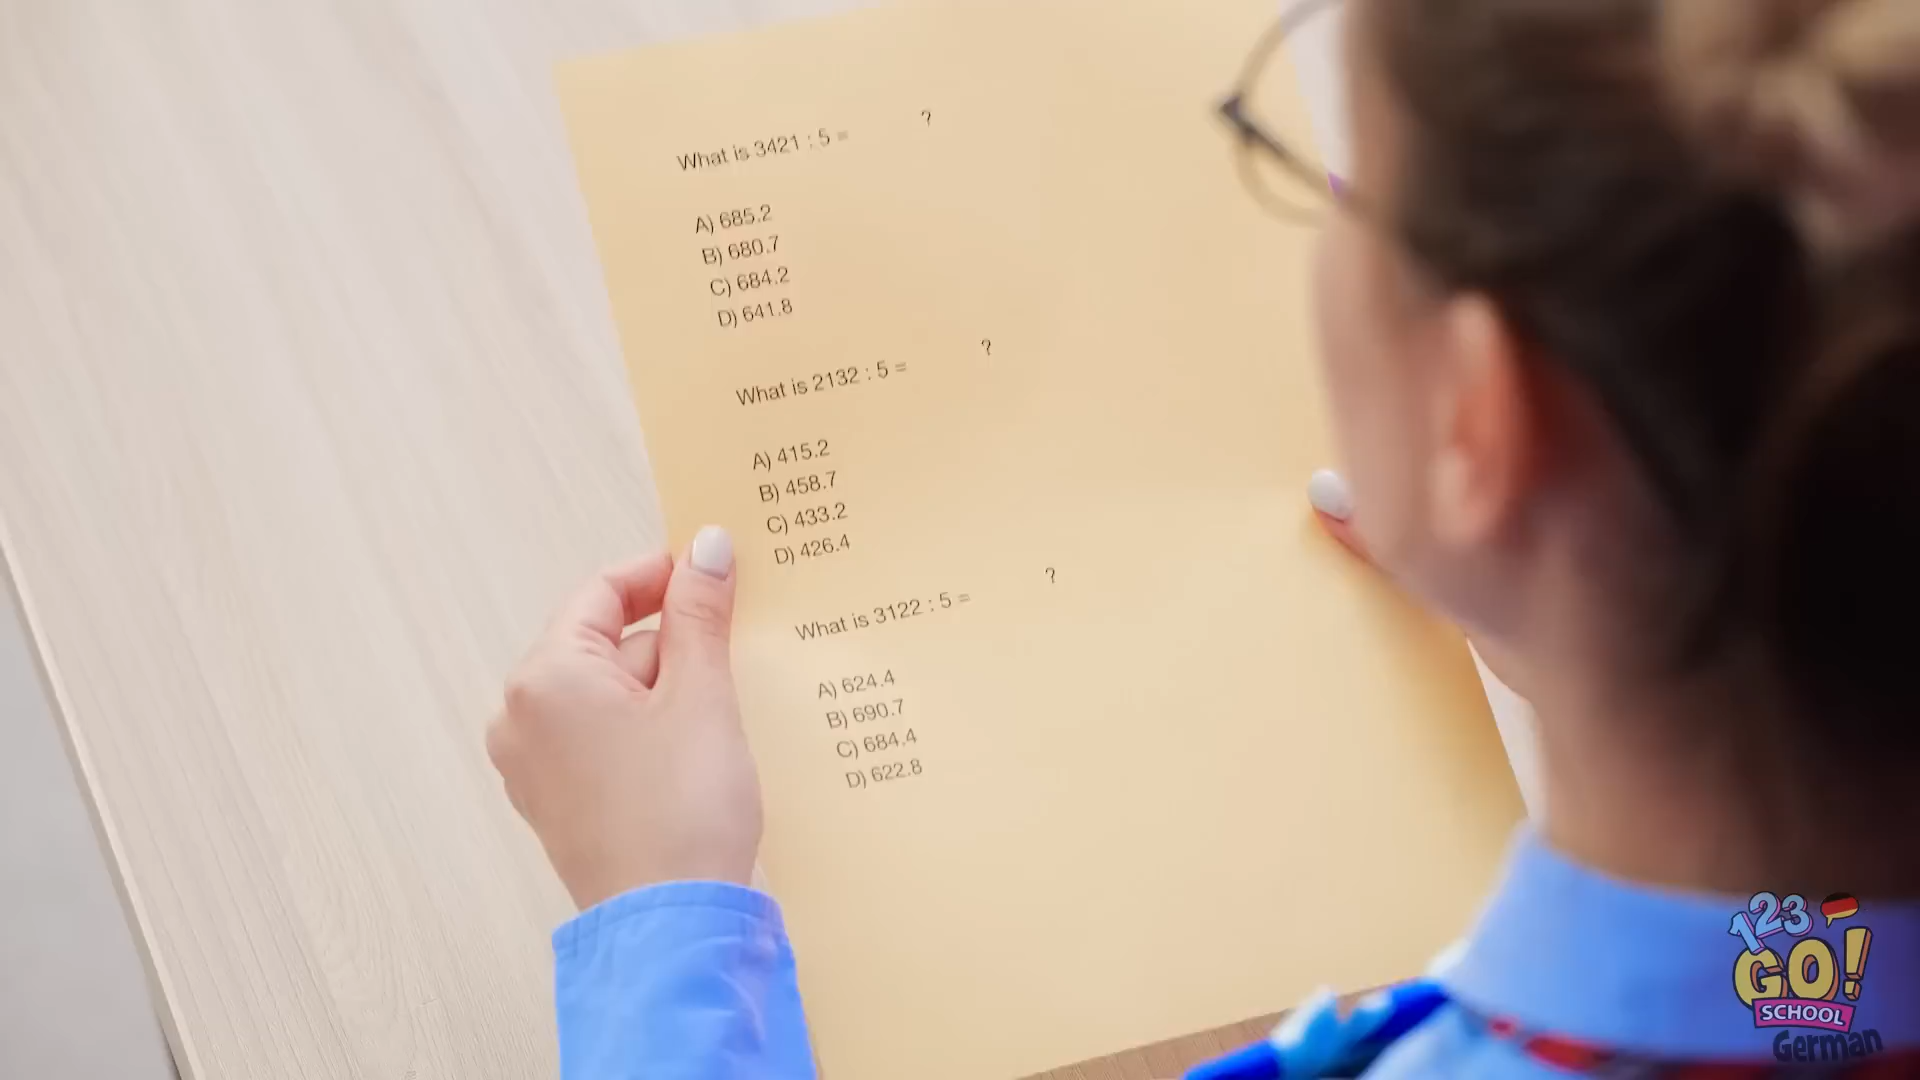 What is 3421 : 5 = ?
A) 685.2
B) 680.7
C) 684.2
D) 641.8
What is 2132 : 5 = ?
A) 415.2
B) 458.7
C) 433.2
D) 426.4
What is 3122 : 5 = ?
A) 624.4
B) 690.7
C) 684.4
D) 622.8
123
GO!
SCHOOL
German